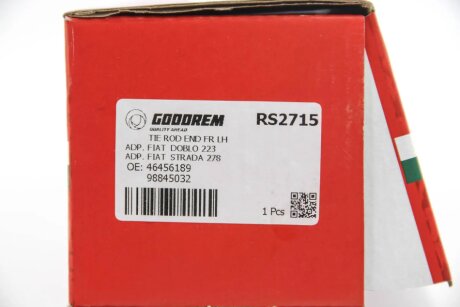 GOODREM
QUALITY AHEAD
RS2715
TIE ROD END FR LH
ADP. FIAT DOBLO 223
ADP. FIAT STRADA 278
OE: 46456189
98845032
1 Pcs